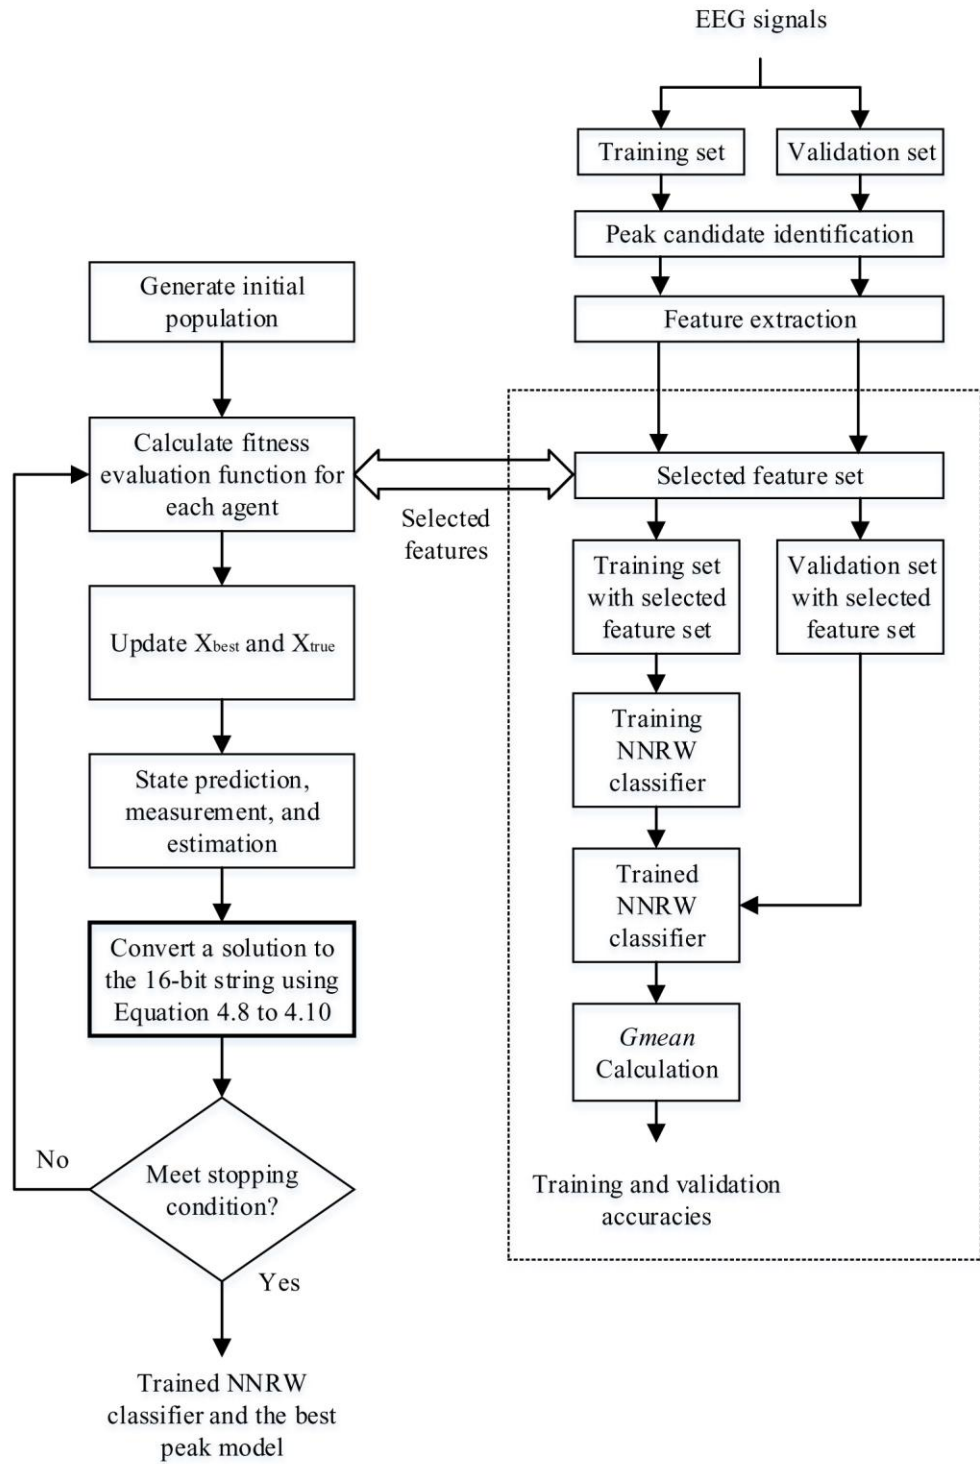 EEG signals
Training set
Validation set
Peak candidate identification
Feature extraction
Generate initial
population
Calculate fitness
evaluation function for
each agent
Selected
features
Selected feature set
Training set
with selected
feature set
Validation set
with selected
feature set
Update Xbest and Xtrue
Training
NNRW
classifier
State prediction,
measurement, and
estimation
Trained
NNRW
classifier
Convert a solution to
the 16-bit string using
Equation 4.8 to 4.10
Gmean
Calculation
No
Meet stopping
condition?
Yes
Training and validation
accuracies
Trained NNRW
classifier and the best
peak model